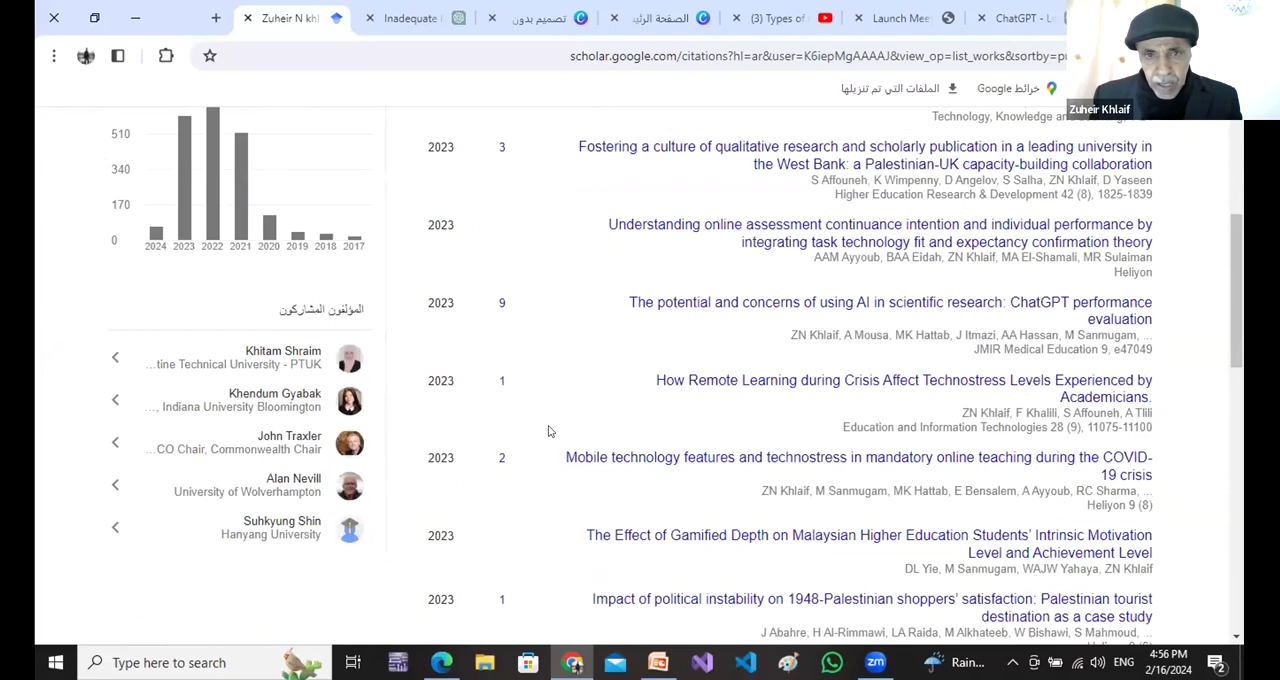 Zuheir N khl
Inadequate
تصميم بدون
الصفحة الرئي
(3) Types of
Launch Mee
ChatGPT - L
scholar.google.com/citations?hl=ar&user=K6iepMgAAAAJ&view_op=list_works&sortby=p
خرائط Google
الملفات التي تم تنزيلها
Zuheir Khlaif
510
340
170
0
2024 2023 2022 2021 2020 2019 2018 2017
المؤلفون المشاركون
Khitam Shraim
...tine Technical University - PTUK
Khendum Gyabak
..., Indiana University Bloomington
John Traxler
...CO Chair, Commonwealth Chair
Alan Nevill
University of Wolverhampton
Suhkyung Shin
Hanyang University
Technology, Knowledge and
2023 3 Fostering a culture of qualitative research and scholarly publication in a leading university in
the West Bank: a Palestinian-UK capacity-building collaboration
S Affouneh, K Wimpenny, D Angelov, S Salha, ZN Khlaif, D Yaseen
Higher Education Research & Development 42 (8), 1825-1839
2023 Understanding online assessment continuance intention and individual performance by
integrating task technology fit and expectancy confirmation theory
AAM Ayyoub, BAA Eidah, ZN Khlaif, MA El-Shamali, MR Sulaiman
Heliyon
2023 9 The potential and concerns of using AI in scientific research: ChatGPT performance
evaluation
ZN Khlaif, A Mousa, MK Hattab, J Itmazi, AA Hassan, M Sanmugam, ...
JMIR Medical Education 9, e47049
2023 1 How Remote Learning during Crisis Affect Technostress Levels Experienced by
Academicians.
ZN Khlaif, F Khalili, S Affouneh, A Tlili
Education and Information Technologies 28 (9), 11075-11100
2023 2 Mobile technology features and technostress in mandatory online teaching during the COVID-
19 crisis
ZN Khlaif, M Sanmugam, MK Hattab, E Bensalem, A Ayyoub, RC Sharma, ...
Heliyon 9 (8)
2023 The Effect of Gamified Depth on Malaysian Higher Education Students' Intrinsic Motivation
Level and Achievement Level
DL Yie, M Sanmugam, WAJW Yahaya, ZN Khlaif
2023 1 Impact of political instability on 1948-Palestinian shoppers' satisfaction: Palestinian tourist
destination as a case study
J Abahre, H Al-Rimmawi, LA Raida, M Alkhateeb, W Bishawi, S Mahmoud, ...
Type here to search
zm
Rain...
ENG
4:56 PM
2/16/2024
2